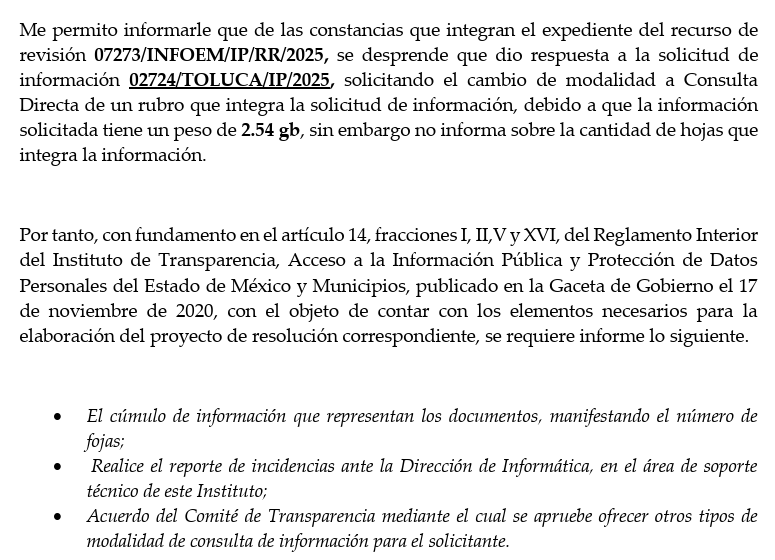 Me permito informarle que de las constancias que integran el expediente del recurso de
revisión 07273/INFOEM/IP/RR/2025, se desprende que dio respuesta a la solicitud de
información 02724/TOLUCA/IP/2025, solicitando el cambio de modalidad a Consulta
Directa de un rubro que integra la solicitud de información, debido a que la información
solicitada tiene un peso de 2.54 gb, sin embargo no informa sobre la cantidad de hojas que
integra la información.
Por tanto, con fundamento en el artículo 14, fracciones I, II,V y XVI, del Reglamento Interior
del Instituto de Transparencia, Acceso a la Información Pública y Protección de Datos
Personales del Estado de México y Municipios, publicado en la Gaceta de Gobierno el 17
de noviembre de 2020, con el objeto de contar con los elementos necesarios para la
elaboración del proyecto de resolución correspondiente, se requiere informe lo siguiente.
• El cúmulo de información que representan los documentos, manifestando el número de
fojas;
• Realice el reporte de incidencias ante la Dirección de Informática, en el área de soporte
técnico de este Instituto;
• Acuerdo del Comité de Transparencia mediante el cual se apruebe ofrecer otros tipos de
modalidad de consulta de información para el solicitante.